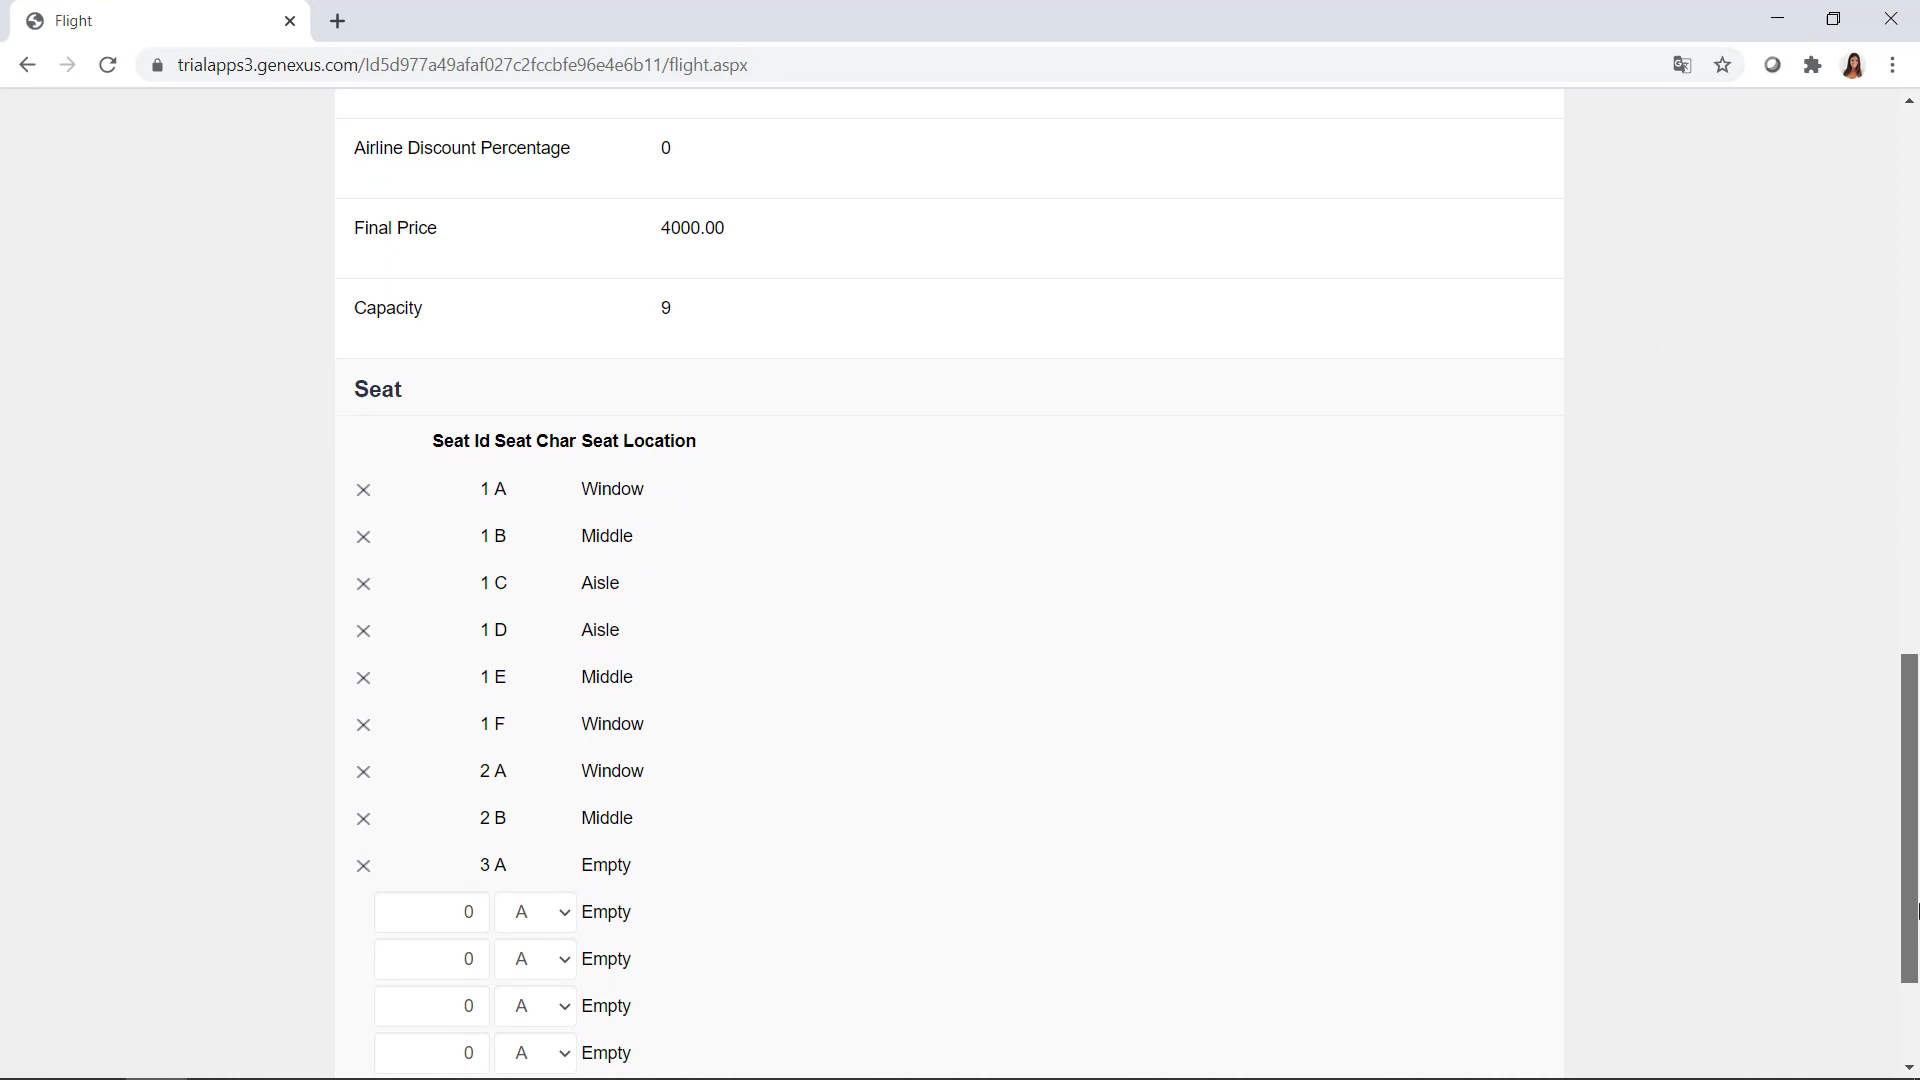 Flight
trialapps3.genexus.com/Id5d977a49afaf027c2fccbfe96e4e6b11/flight.aspx
Airline Discount Percentage 0
Final Price 4000.00
Capacity 9
Seat
Seat Id Seat Char Seat Location
1 A Window
1 B Middle
1 C Aisle
1 D Aisle
1 E Middle
1 F Window
2 A Window
2 B Middle
3 A Empty
0 A Empty
0 A Empty
0 A Empty
0 A Empty